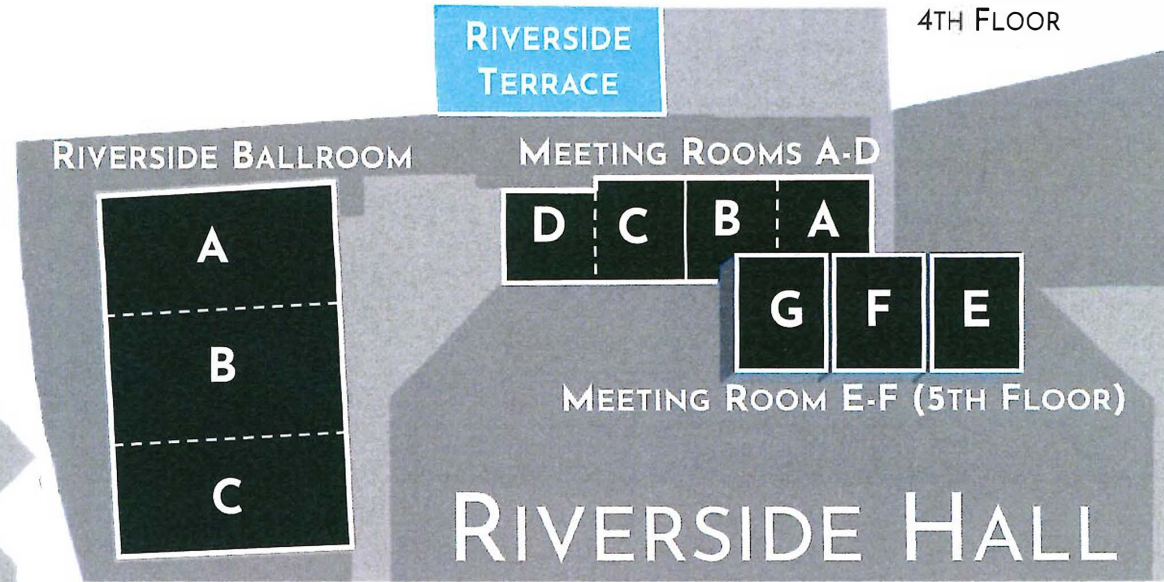 4TH FLOOR
RIVERSIDE
TERRACE
RIVERSIDE BALLROOM
MEETING ROOMS A-D
D C B A
A
B
C
G F E
MEETING ROOM E-F (5TH FLOOR)
RIVERSIDE HALL